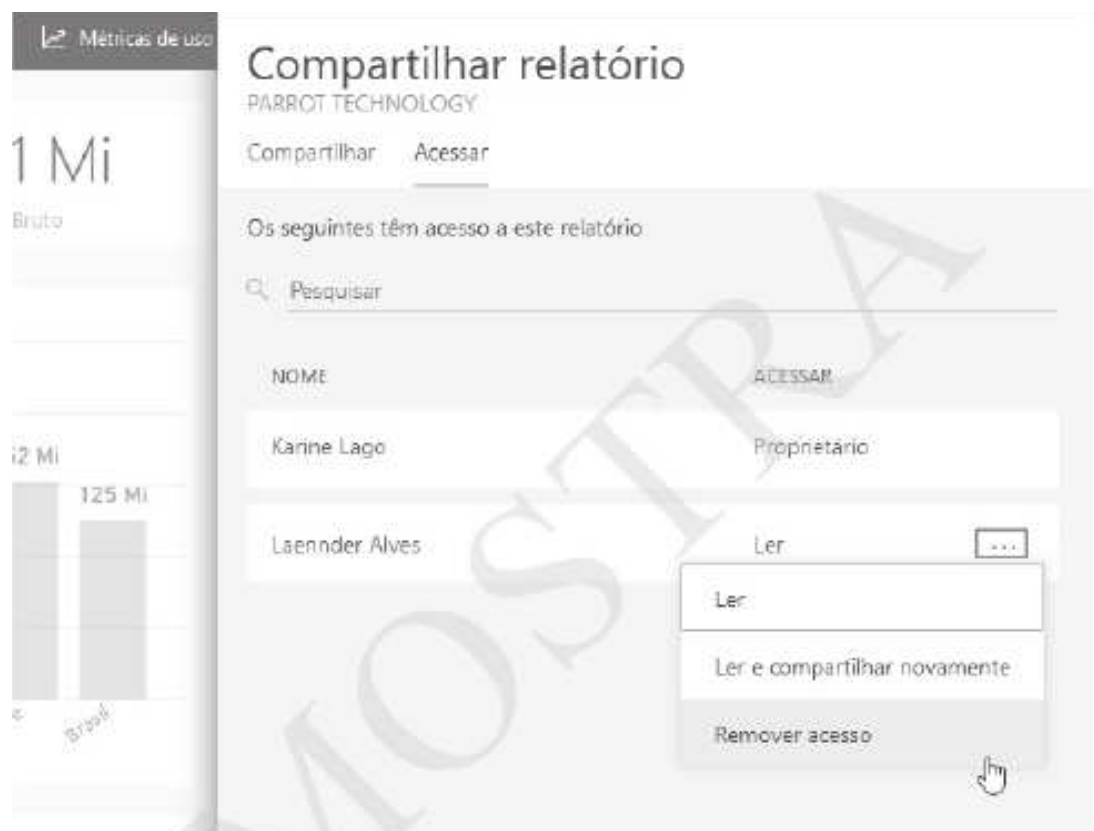 Métricas de uso
1 Mi
Bruto
125 Mi
Brasil
Compartilhar relatório
PARROT TECHNOLOGY
Compartilhar Acessar
Os seguintes têm acesso a este relatório
Pesquisar
NOME ACESSAR
Karine Lago Proprietário
Laennder Alves Ler ...
Ler
Ler e compartilhar novamente
Remover acesso
MOSTRA